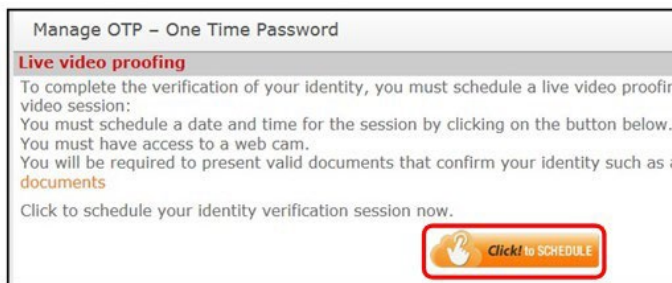 Manage OTP – One Time Password
Live video proofing
To complete the verification of your identity, you must schedule a live video
video session:
You must schedule a date and time for the session by clicking on the button below.
You must have access to a web cam.
You will be required to present valid documents that confirm your identity such as
documents
Click to schedule your identity verification session now.
Click! to SCHEDULE